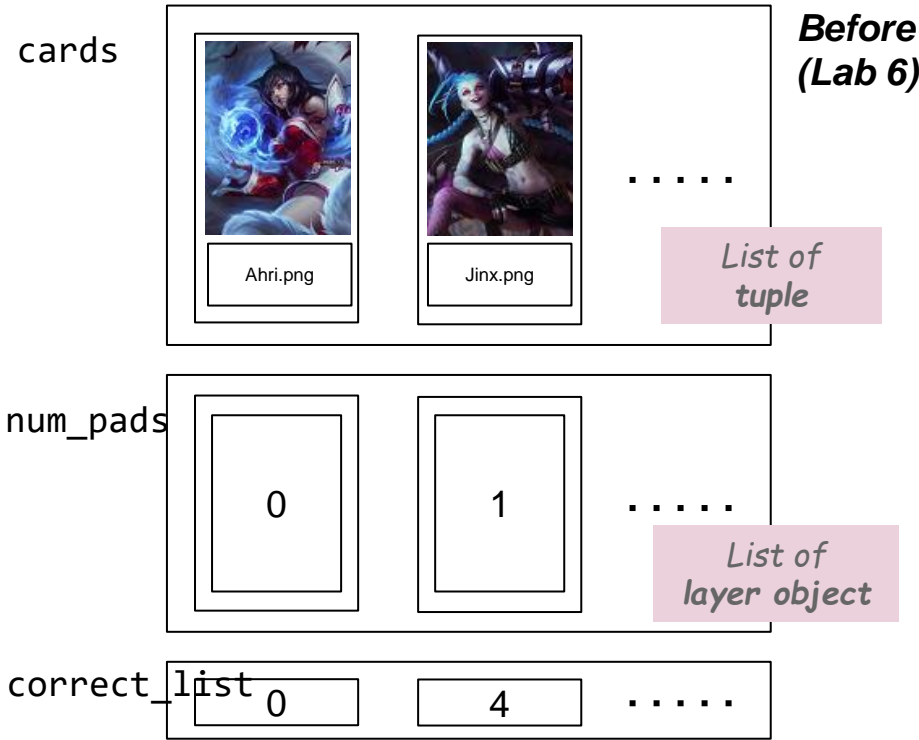 cards
Before
(Lab 6)
Ahri.png
Jinx.png
.....
List of
tuple
num_pads
0
1
.....
List of
layer object
correct_list
0
4
.....